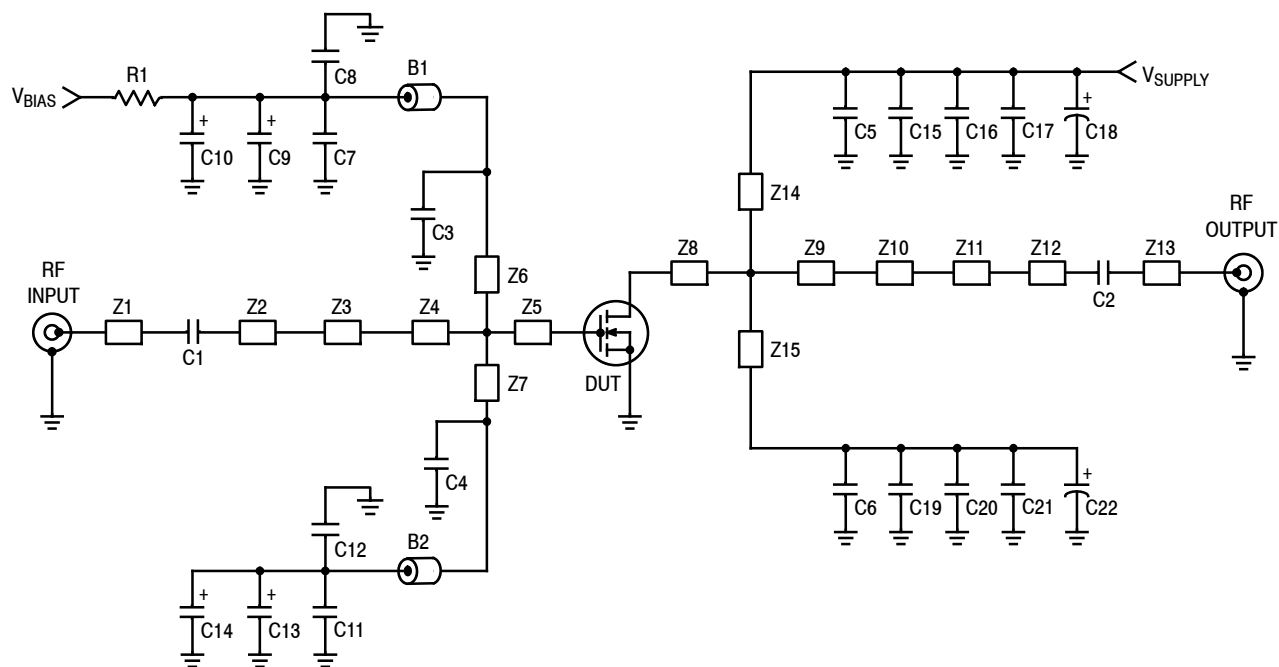 C8
B1
R1
V_BIAS
V_SUPPLY
+
+
+
C10
C9
C7
C5
C15
C16
C17
C18
Z14
C3
RF
OUTPUT
Z6
Z8
Z9
Z10
Z11
Z12
Z13
C2
RF
INPUT
Z1
Z2
Z3
Z4
Z5
C1
DUT
Z15
Z7
C4
+
C6
C19
C20
C21
C22
C12
B2
+
+
C14
C13
C11